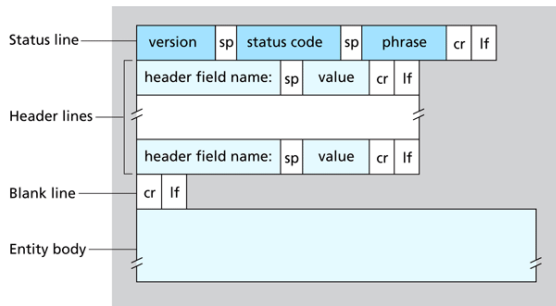 Status line version sp status code sp phrase cr lf
header field name: sp value cr lf
Header lines
header field name: sp value cr lf
Blank line cr lf
Entity body